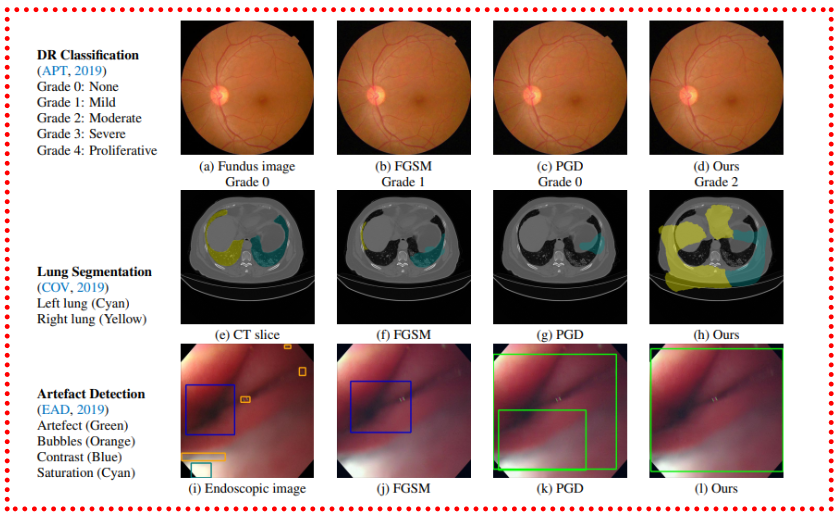 DR Classification
(APT, 2019)
Grade 0: None
Grade 1: Mild
Grade 2: Moderate
Grade 3: Severe
Grade 4: Proliferative
(a) Fundus image
Grade 0
(b) FGSM
Grade 1
(c) PGD
Grade 0
(d) Ours
Grade 2
Lung Segmentation
(COV, 2019)
Left lung (Cyan)
Right lung (Yellow)
(e) CT slice
(f) FGSM
(g) PGD
(h) Ours
Artefact Detection
(EAD, 2019)
Artefect (Green)
Bubbles (Orange)
Contrast (Blue)
Saturation (Cyan)
(i) Endoscopic image
(j) FGSM
(k) PGD
(l) Ours